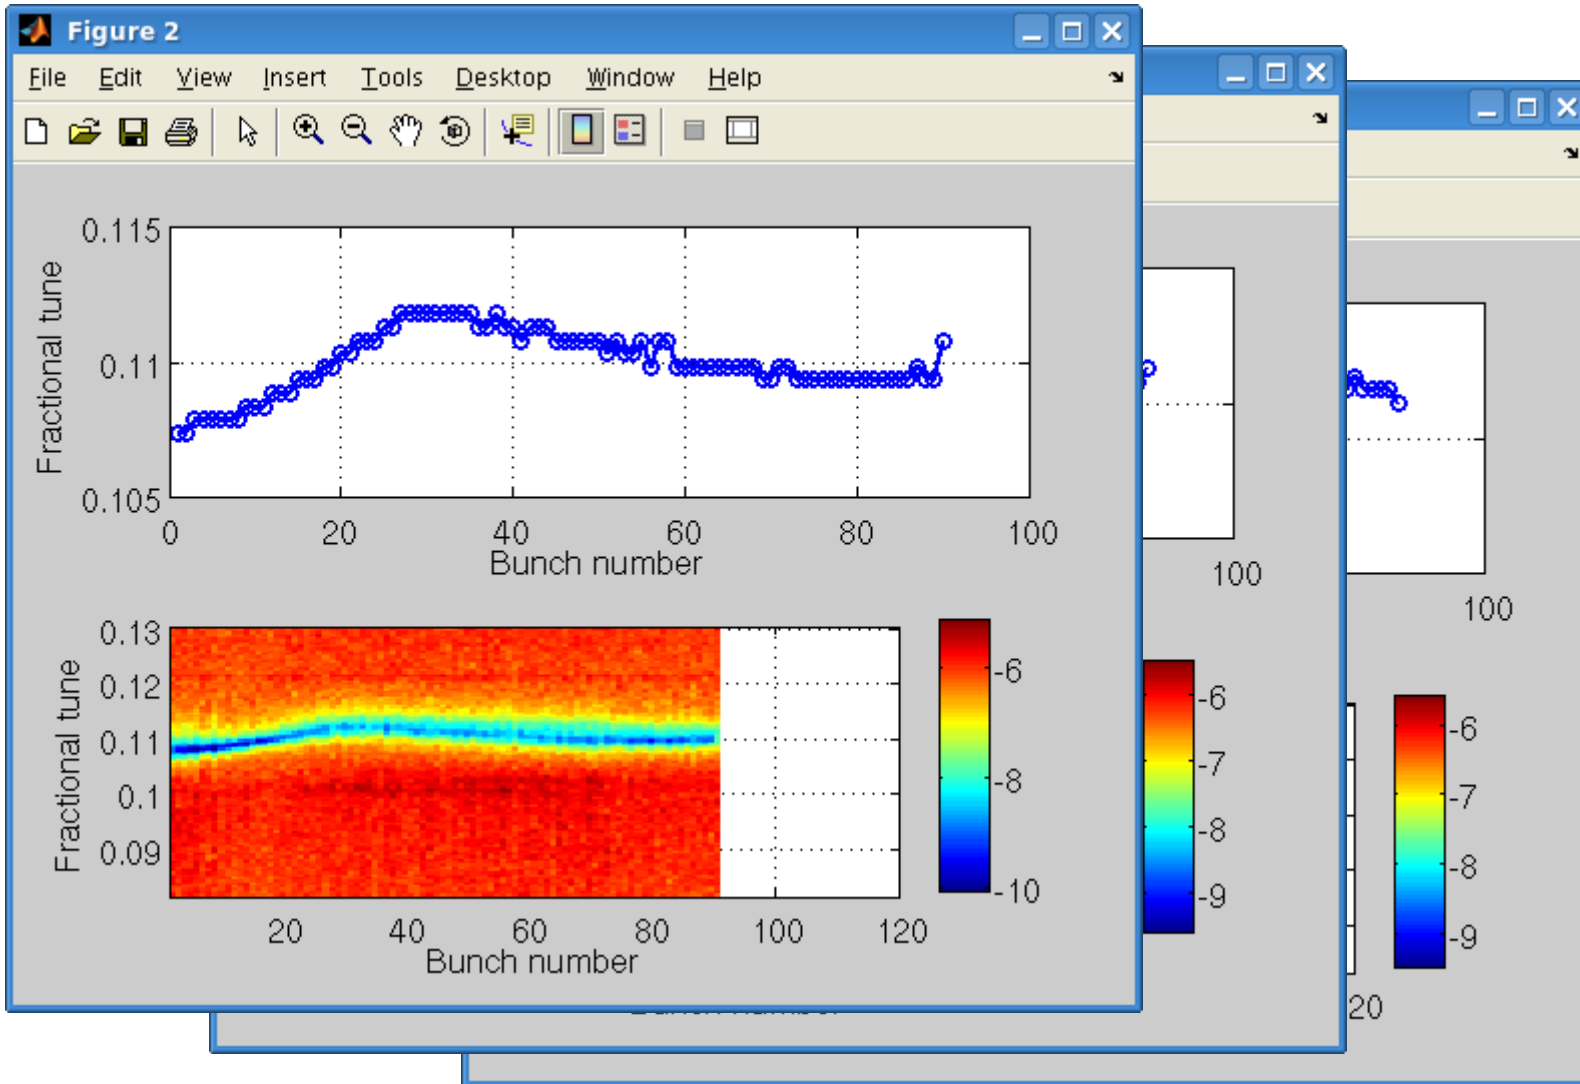 Figure 2
File Edit View Insert Tools Desktop Window Help
0.115
0.11
0.105
Fractional tune
0 20 40 60 80 100
Bunch number
0.13
0.12
0.11
0.1
0.09
Fractional tune
20 40 60 80 100 120
Bunch number
-6
-8
-10
100
-6
-7
-8
-9
100
-6
-7
-8
-9
20